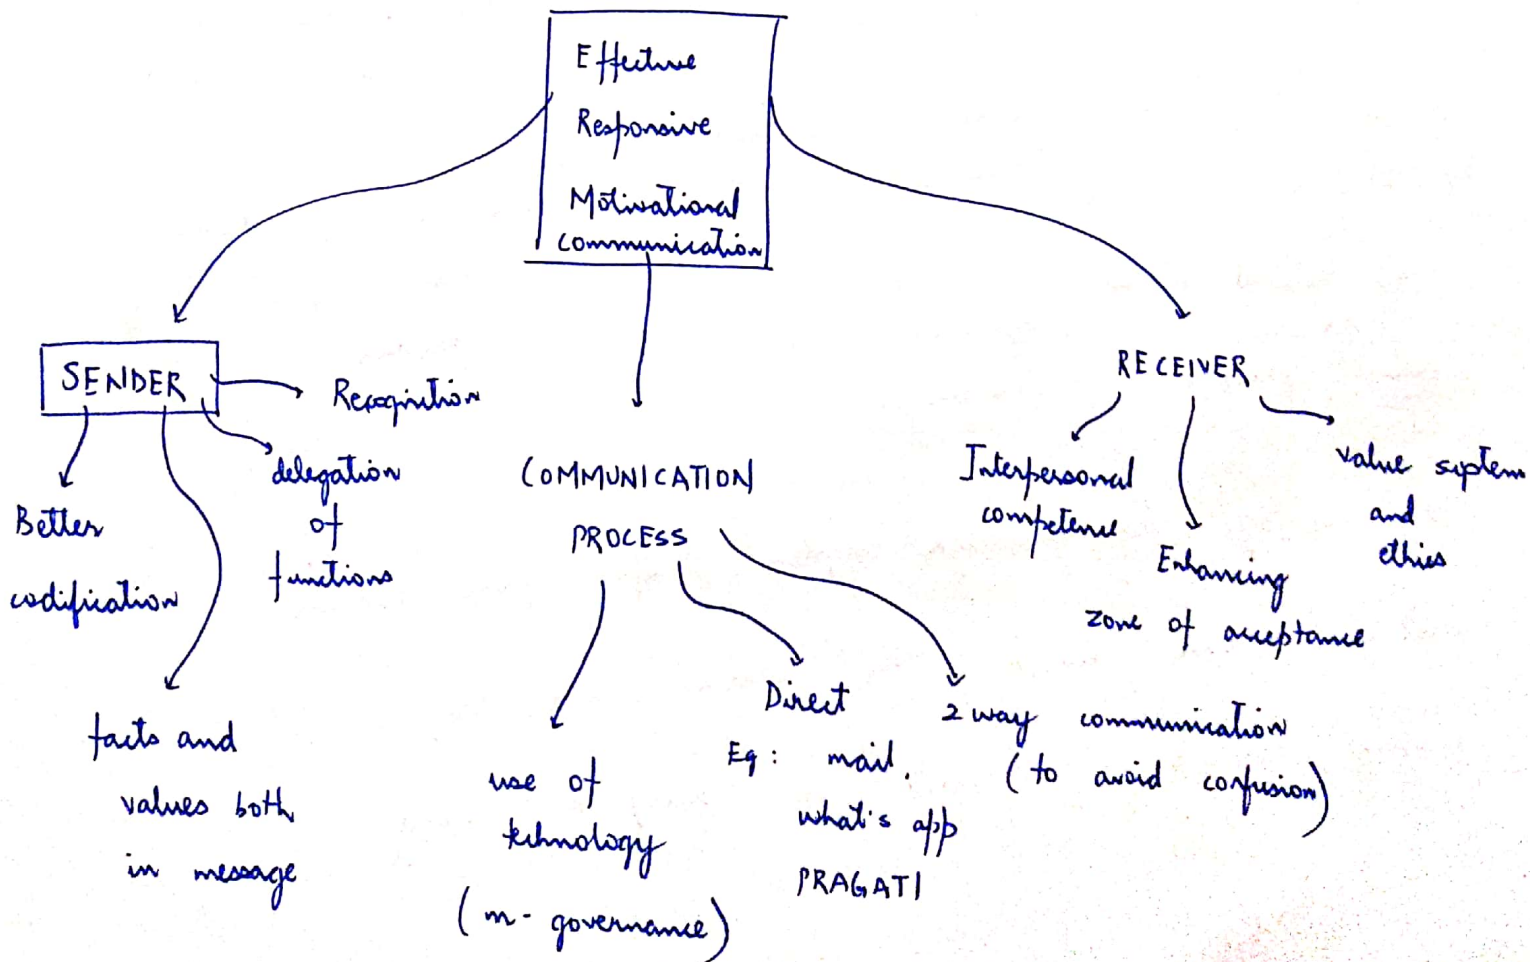 Effective
Responsive
Motivational
communication
SENDER
Recognition
delegation
of
functions
Better
codification
facts and
values both
in message
COMMUNICATION
PROCESS
use of
technology
(m-governance)
Direct
Eg: mail,
what's app
PRAGATI
2 way communication
(to avoid confusion)
RECEIVER
Interpersonal
competence
Enhancing
zone of acceptance
value system
and
ethics